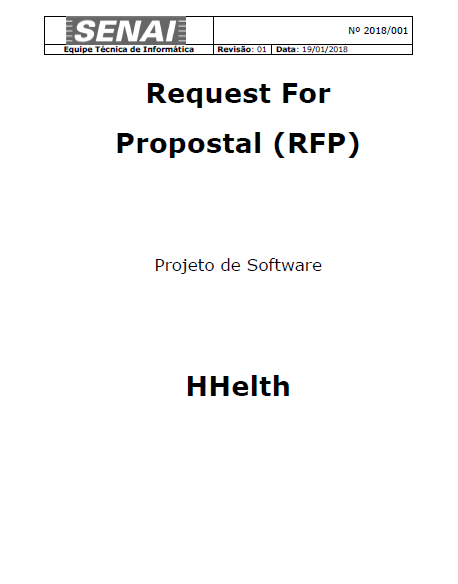 SENAI
Nº 2018/001
Equipe Técnica de Informática
Revisão: 01
Data: 19/01/2018
Request For
Propostal (RFP)
Projeto de Software
HHelth